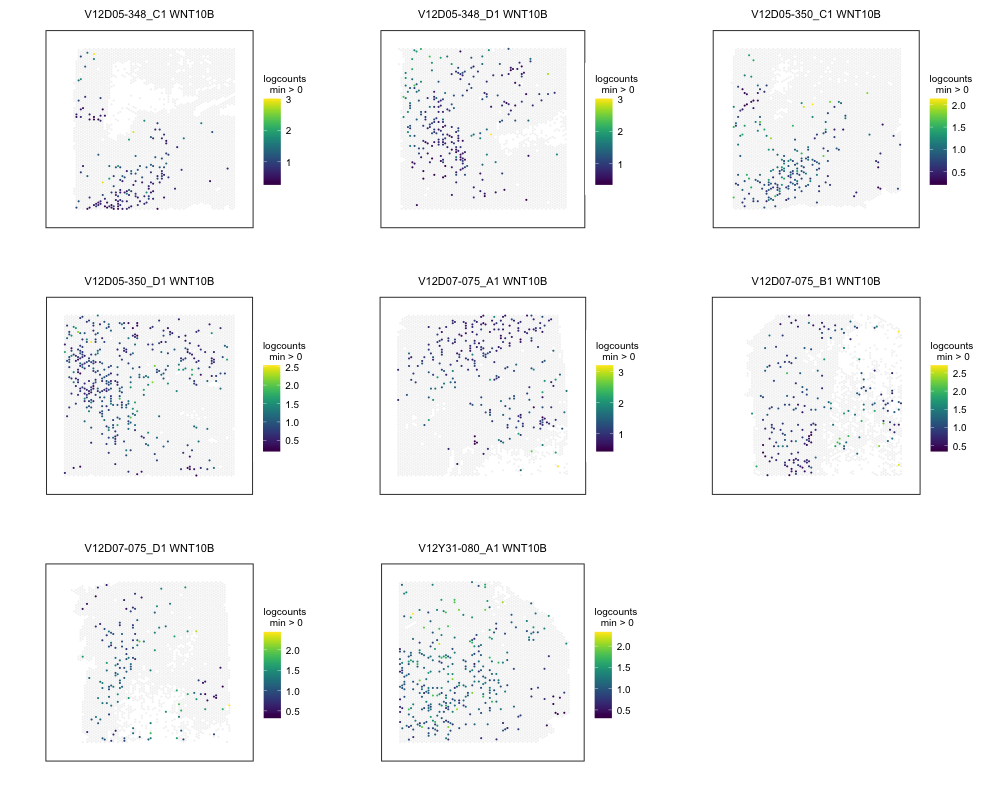 V12D05-348_C1 WNT10B
logcounts
min > 0
3
2
1
V12D05-348_D1 WNT10B
logcounts
min > 0
3
2
1
V12D05-350_C1 WNT10B
logcounts
min > 0
2.0
1.5
1.0
0.5
V12D05-350_D1 WNT10B
logcounts
min > 0
2.5
2.0
1.5
1.0
0.5
V12D07-075_A1 WNT10B
logcounts
min > 0
3
2
1
V12D07-075_B1 WNT10B
logcounts
min > 0
2.5
2.0
1.5
1.0
0.5
V12D07-075_D1 WNT10B
logcounts
min > 0
2.0
1.5
1.0
0.5
V12Y31-080_A1 WNT10B
logcounts
min > 0
2.0
1.5
1.0
0.5